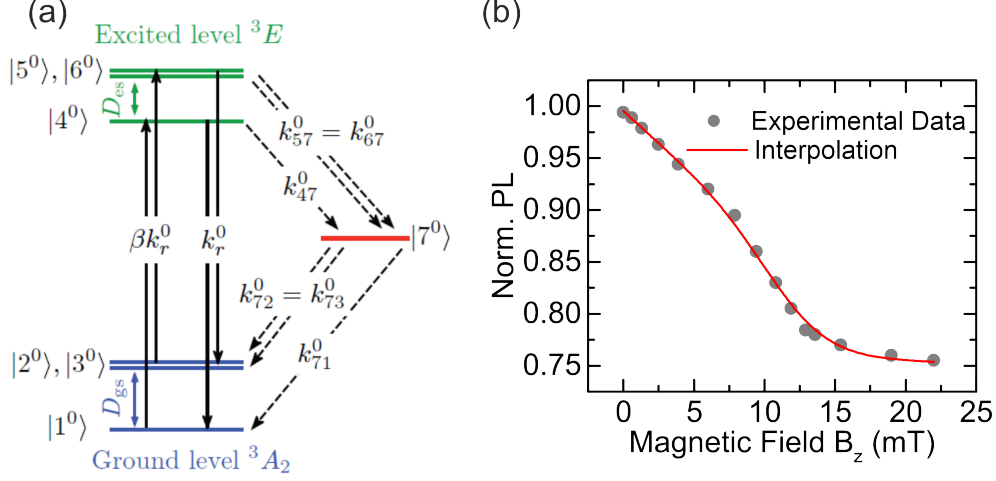 (a)
Excited level ³E
|5⁰⟩, |6⁰⟩
D_es
|4⁰⟩
k⁰₅₇ = k⁰₆₇
k⁰₄₇
βk⁰ᵣ
k⁰ᵣ
|7⁰⟩
k⁰₇₂ = k⁰₇₃
k⁰₇₁
|2⁰⟩, |3⁰⟩
D_gs
|1⁰⟩
Ground level ³A₂
(b)
Norm. PL
1.00
0.95
0.90
0.85
0.80
0.75
Experimental Data
Interpolation
0 5 10 15 20 25
Magnetic Field B_z (mT)